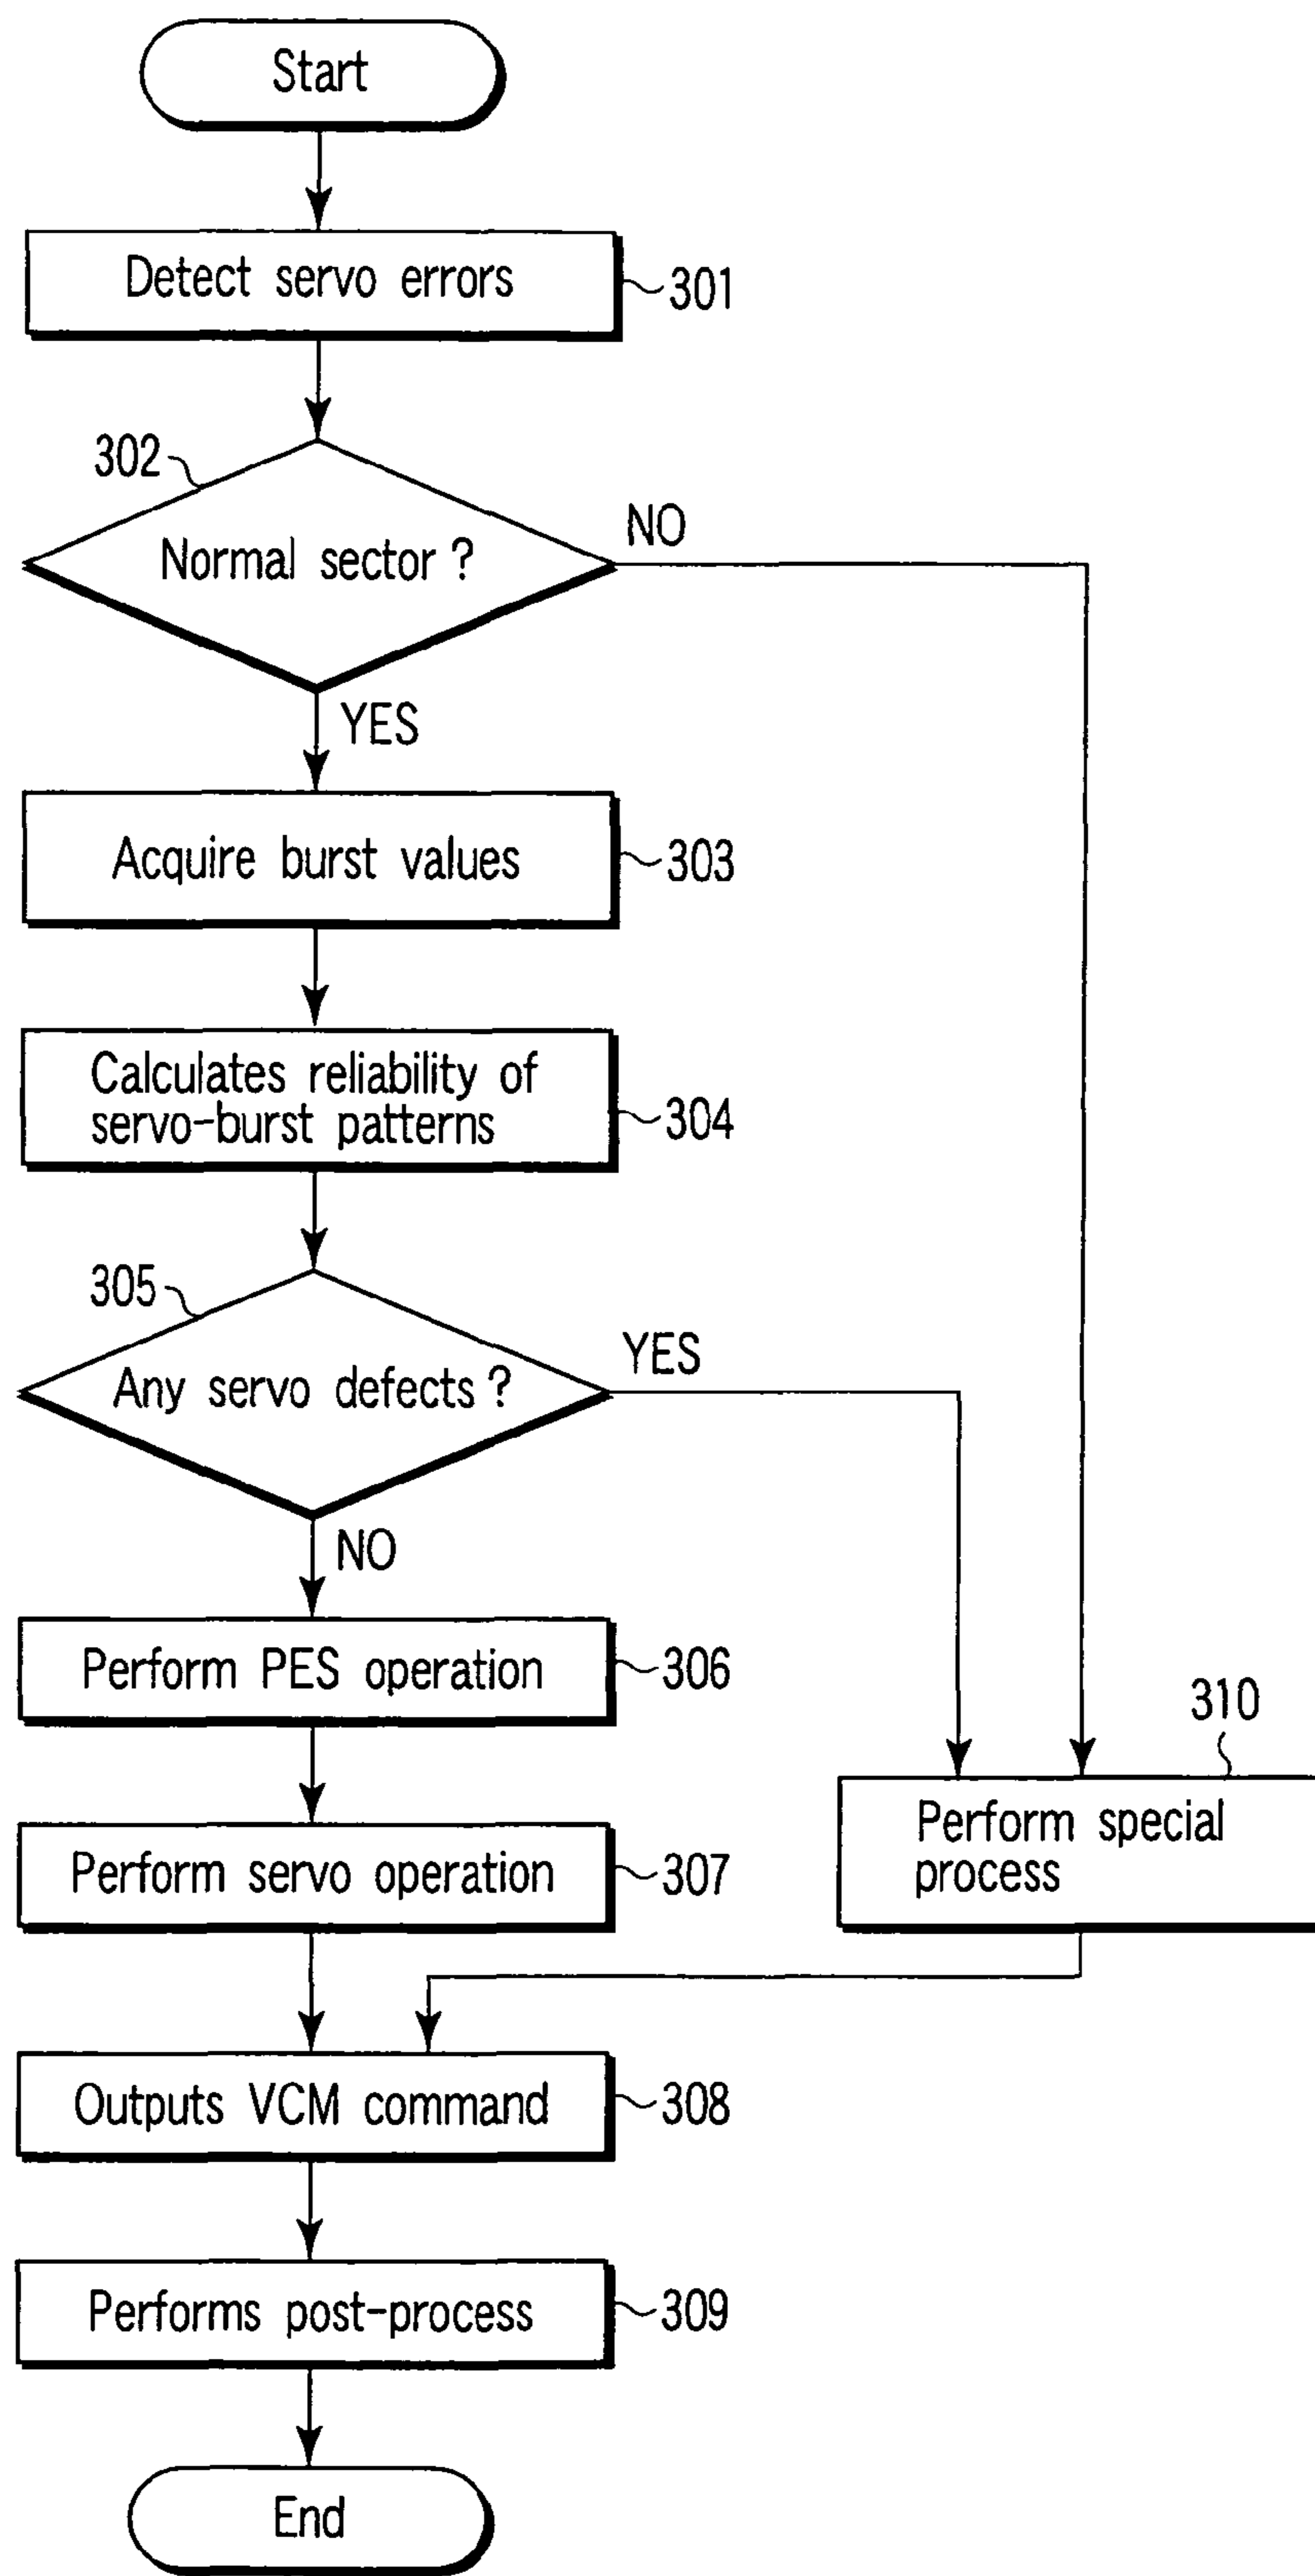 Start
Detect servo errors
301
302
Normal sector ?
NO
YES
Acquire burst values
303
Calculates reliability of
servo-burst patterns
304
305
Any servo defects ?
YES
NO
Perform PES operation
306
310
Perform special
process
Perform servo operation
307
Outputs VCM command
308
Performs post-process
309
End